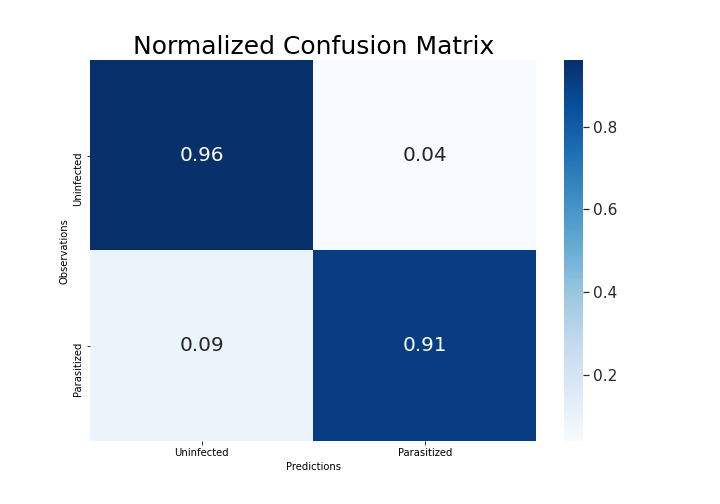 Normalized Confusion Matrix
Observations
Uninfected
0.96
0.04
Parasitized
0.09
0.91
Uninfected
Parasitized
Predictions
0.8
0.6
0.4
0.2